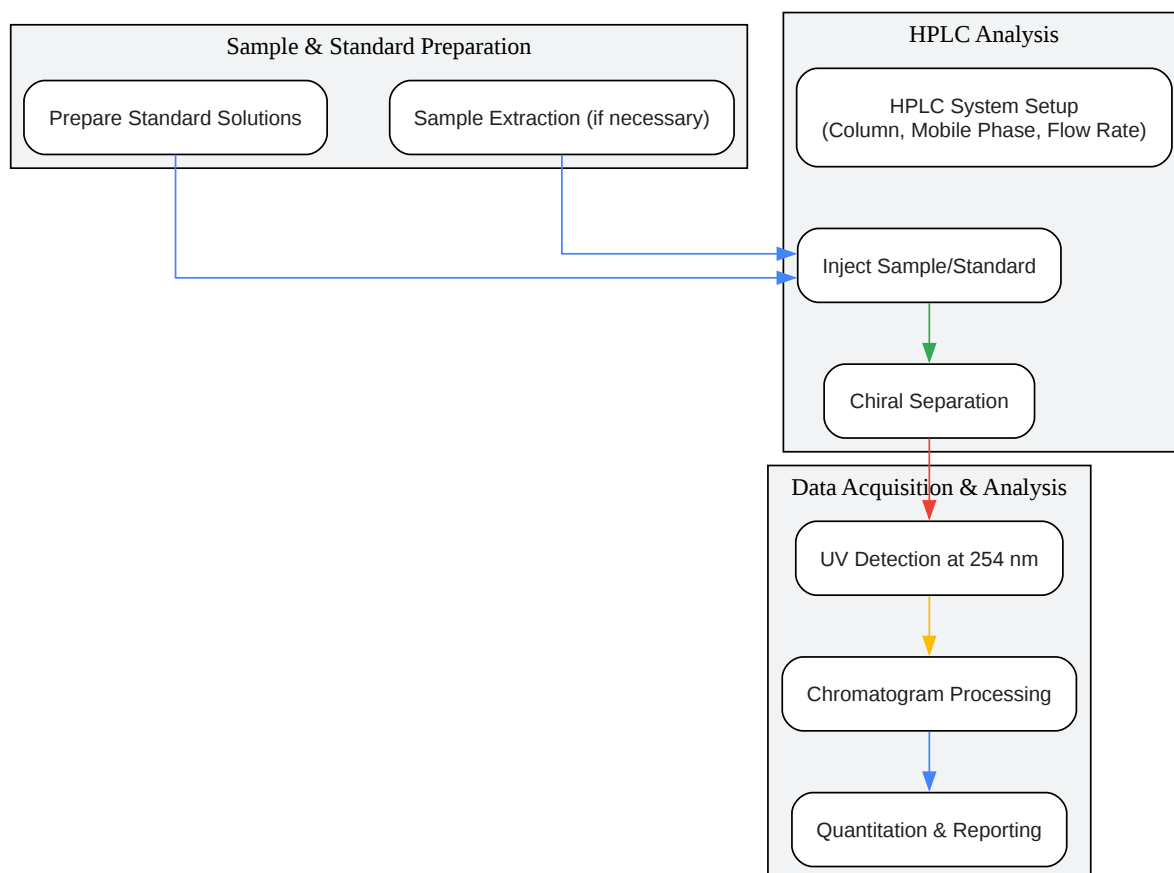 Sample & Standard Preparation
Prepare Standard Solutions
Sample Extraction (if necessary)
HPLC Analysis
HPLC System Setup
(Column, Mobile Phase, Flow Rate)
Inject Sample/Standard
Chiral Separation
Data Acquisition & Analysis
UV Detection at 254 nm
Chromatogram Processing
Quantitation & Reporting